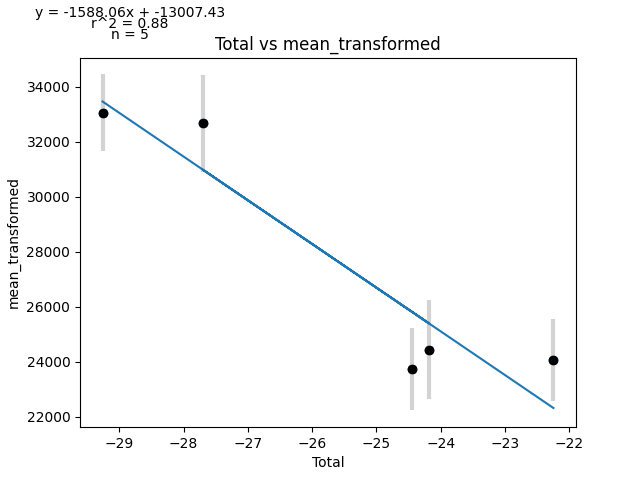 y = -1588.06x + -13007.43
r^2 = 0.88
n = 5
Total vs mean_transformed
34000
32000
30000
28000
26000
24000
22000
mean_transformed
−29 −28 −27 −26 −25 −24 −23 −22
Total